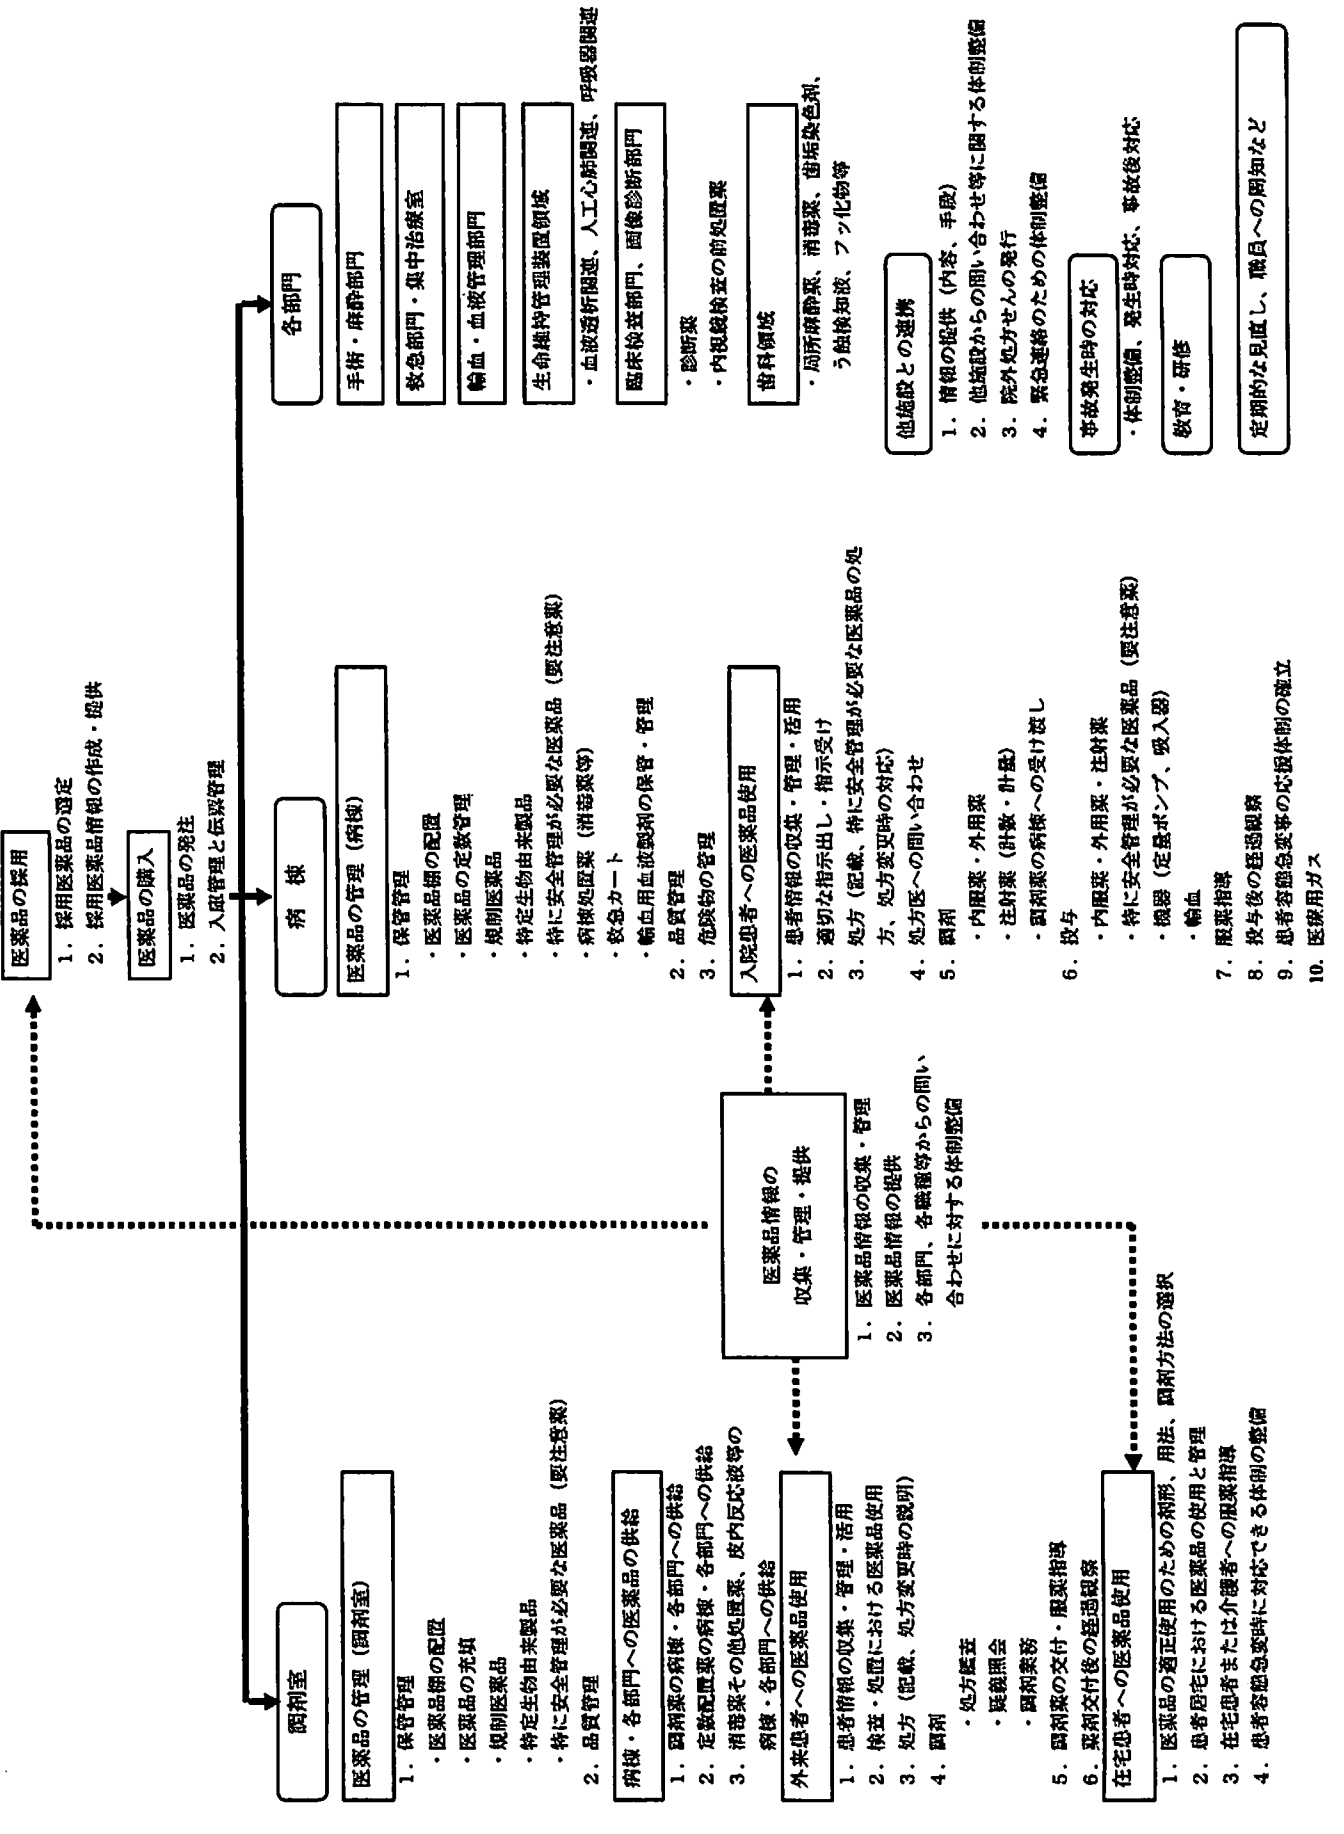 医薬品の採用
1．採用医薬品の選定
2．採用医薬品情報の作成・提供
医薬品の購入
1．医薬品の発注
2．入庫管理と伝票管理
調剤室
医薬品の管理（調剤室）
1．保管管理
・医薬品棚の配置
・医薬品の充填
・規制医薬品
・特定生物由来製品
・特に安全管理が必要な医薬品（要注意薬）
2．品質管理
病棟・各部門への医薬品の供給
1．調剤薬の病棟・各部門への供給
2．定数配置薬の病棟・各部門への供給
3．消毒薬その他処置薬、皮内反応液等の
病棟・各部門への供給
外来患者への医薬品使用
1．患者情報の収集・管理・活用
2．検査・処置における医薬品使用
3．処方（記載、処方変更時の説明）
4．調剤
・処方鑑査
・疑義照会
・調剤業務
5．調剤薬の交付・服薬指導
6．薬剤交付後の経過観察
在宅患者への医薬品使用
1．医薬品の適正使用のための剤形、用法、調剤方法の選択
2．患者居宅における医薬品の使用と管理
3．在宅患者または介護者への服薬指導
4．患者容態急変時に対応できる体制の整備
医薬品情報の
収集・管理・提供
1．医薬品情報の収集・管理
2．医薬品情報の提供
3．各部門、各職種等からの問い
合わせに対する体制整備
病　棟
医薬品の管理（病棟）
1．保管管理
・医薬品棚の配置
・医薬品の定数管理
・規制医薬品
・特定生物由来製品
・特に安全管理が必要な医薬品（要注意薬）
・病棟処置薬（消毒薬等）
・救急カート
・輸血用血液製剤の保管・管理
2．品質管理
3．危険物の管理
入院患者への医薬品使用
1．患者情報の収集・管理・活用
2．適切な指示出し・指示受け
3．処方（記載、特に安全管理が必要な医薬品の処
方、処方変更時の対応）
4．処方医への問い合わせ
5．調剤
・内服薬・外用薬
・注射薬（計数・計量）
・調剤薬の病棟への受け渡し
6．投与
・内服薬・外用薬・注射薬
・特に安全管理が必要な医薬品（要注意薬）
・機器（定量ポンプ、吸入器）
・輸血
7．服薬指導
8．投与後の経過観察
9．患者容態急変事の応援体制の確立
10．医療用ガス
各部門
手術・麻酔部門
救急部門・集中治療室
輸血・血液管理部門
生命維持管理装置領域
・血液透析関連、人工心肺関連、呼吸器関連
臨床検査部門、画像診断部門
・診断薬
・内視鏡検査の前処置薬
歯科領域
・局所麻酔薬、消毒薬、歯垢染色剤、
う蝕検知液、フッ化物等
他施設との連携
1．情報の提供（内容、手段）
2．他施設からの問い合わせ等に関する体制整備
3．院外処方せんの発行
4．緊急連絡のための体制整備
事故発生時の対応
・体制整備、発生時対応、事故後対応
教育・研修
定期的な見直し、職員への周知など